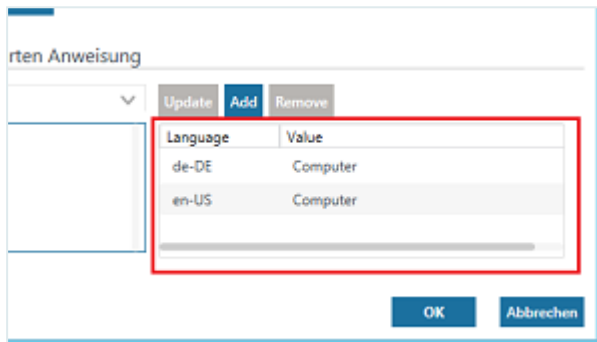 rten Anweisung
Update Add Remove
Language Value
de-DE Computer
en-US Computer
OK Abbrechen